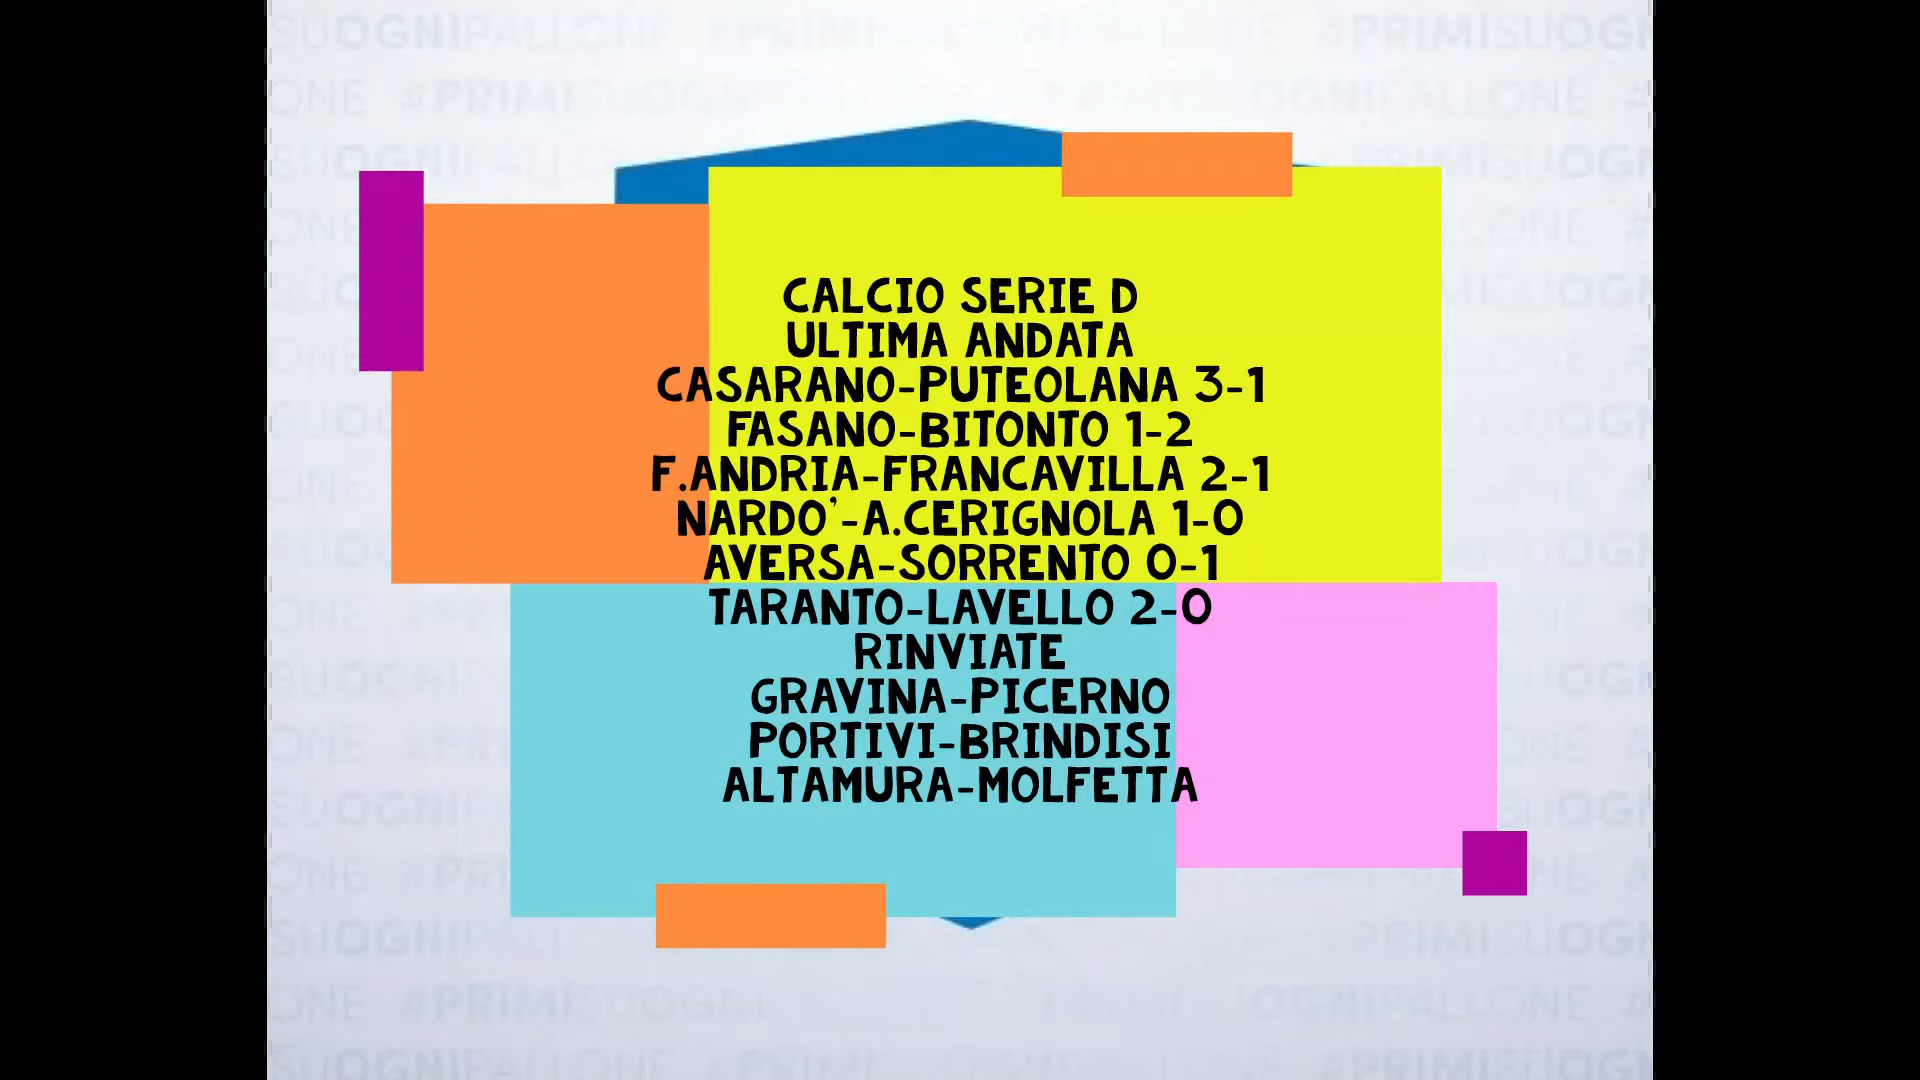 CALCIO SERIE D
ULTIMA ANDATA
CASARANO-PUTEOLANA 3-1
FASANO-BITONTO 1-2
F.ANDRIA-FRANCAVILLA 2-1
NARDO'-A.CERIGNOLA 1-0
AVERSA-SORRENTO 0-1
TARANTO-LAVELLO 2-0
RINVIATE
GRAVINA-PICERNO
PORTIVI-BRINDISI
ALTAMURA-MOLFETTA